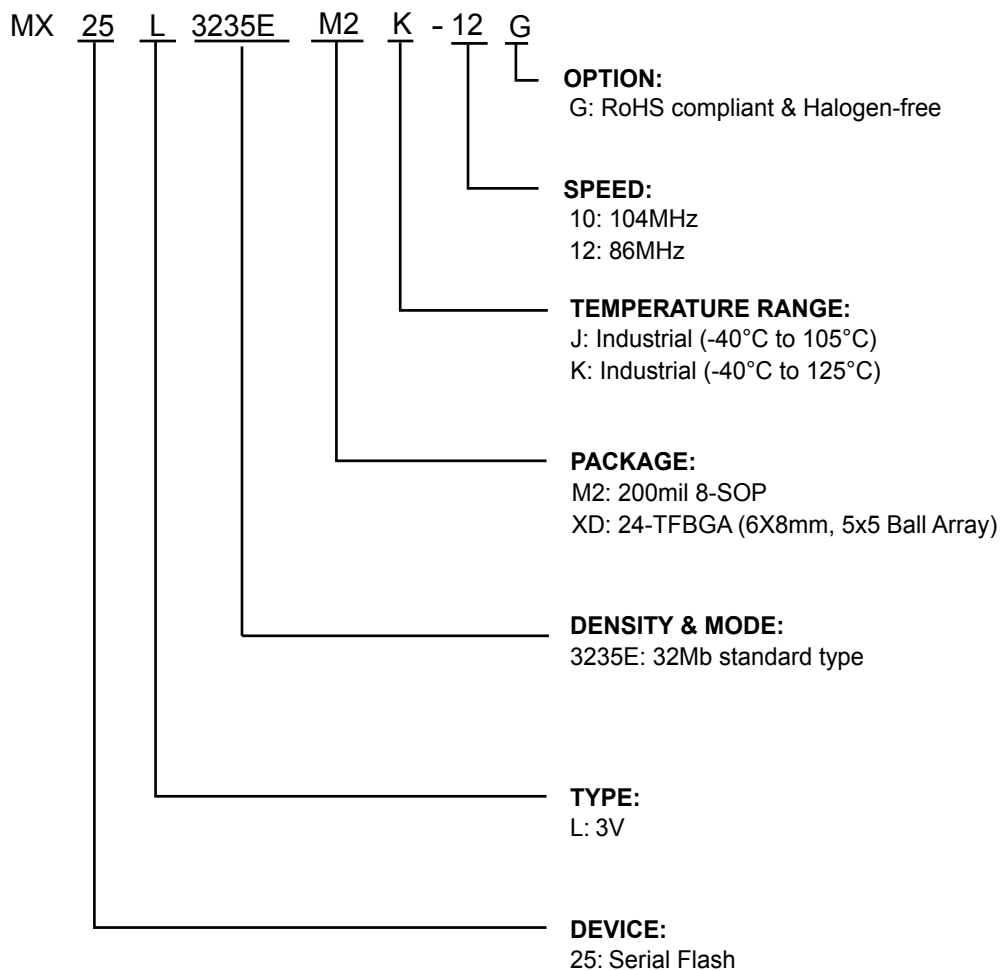 MX 25 L 3235E M2 K - 12 G
OPTION:
G: RoHS compliant & Halogen-free
SPEED:
10: 104MHz
12: 86MHz
TEMPERATURE RANGE:
J: Industrial (-40°C to 105°C)
K: Industrial (-40°C to 125°C)
PACKAGE:
M2: 200mil 8-SOP
XD: 24-TFBGA (6X8mm, 5x5 Ball Array)
DENSITY & MODE:
3235E: 32Mb standard type
TYPE:
L: 3V
DEVICE:
25: Serial Flash